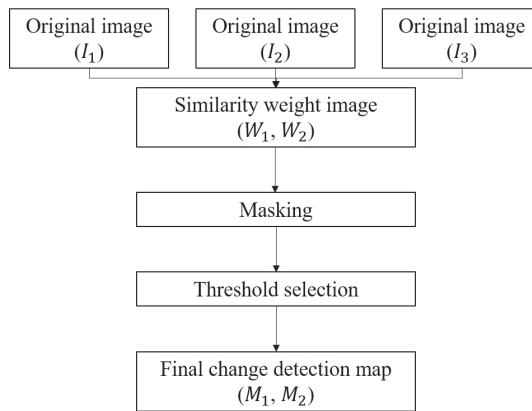 Original image
(I₁)
Original image
(I₂)
Original image
(I₃)
Similarity weight image
(W₁, W₂)
Masking
Threshold selection
Final change detection map
(M₁, M₂)